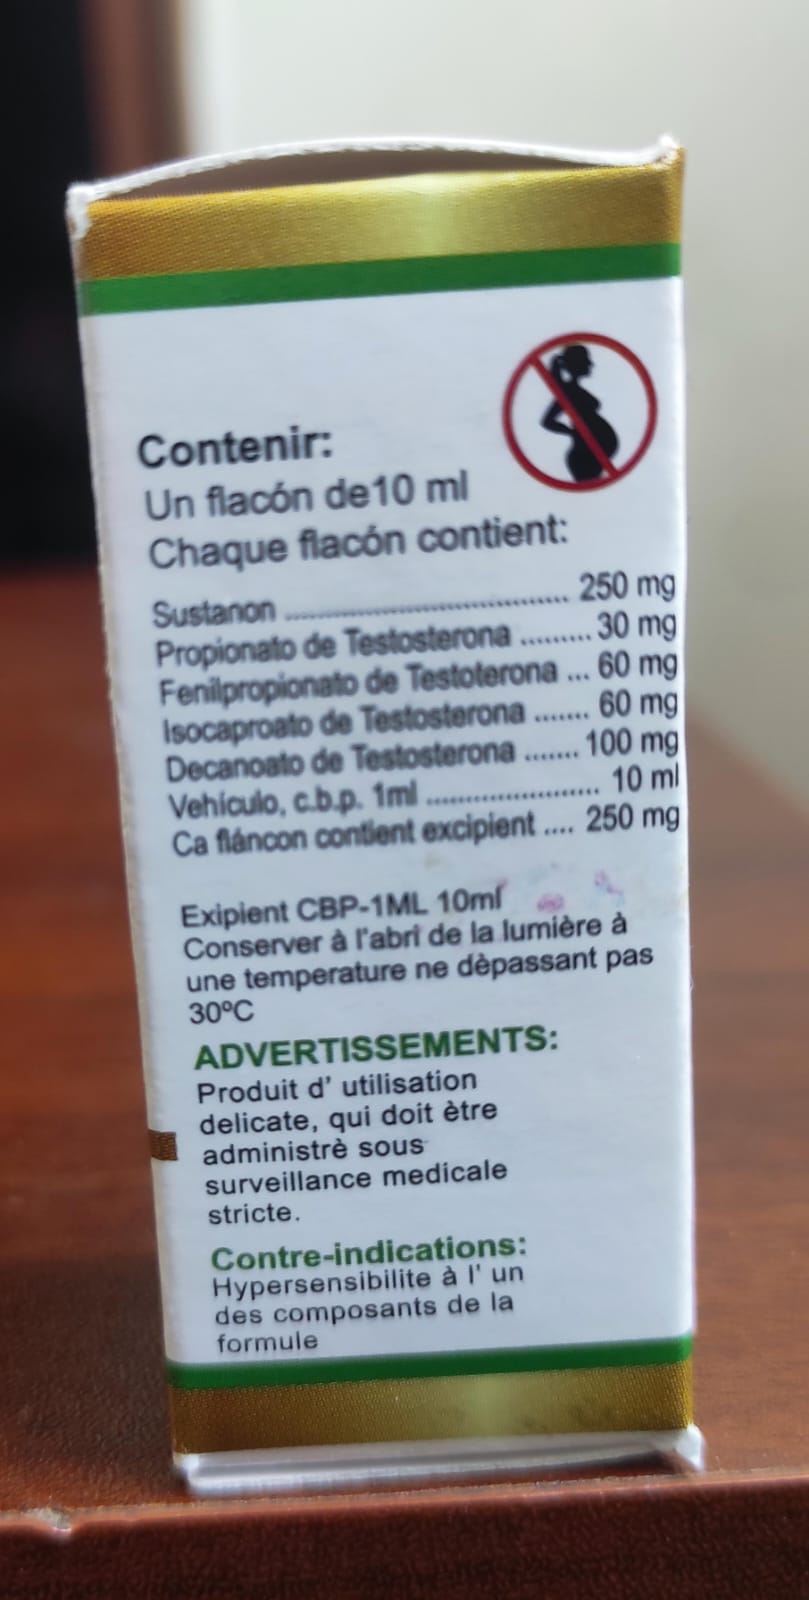 Contenir:
Un flacón de10 ml
Chaque flacón contient:
Sustanon .................................... 250 mg
Propionato de Testosterona ......... 30 mg
Fenilpropionato de Testoterona ... 60 mg
Isocaproato de Testosterona ....... 60 mg
Decanoato de Testosterona ....... 100 mg
Vehículo, c.b.p. 1ml ...................... 10 ml
Ca fláncon contient excipient .... 250 mg
Exipient CBP-1ML 10ml
Conserver à l'abri de la lumière à
une temperature ne dèpassant pas
30ºC
ADVERTISSEMENTS:
Produit d' utilisation
delicate, qui doit ètre
administrè sous
surveillance medicale
stricte.
Contre-indications:
Hypersensibilite à l' un
des composants de la
formule